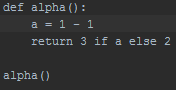 def alpha():
    a = 1 - 1
    return 3 if a else 2

alpha()